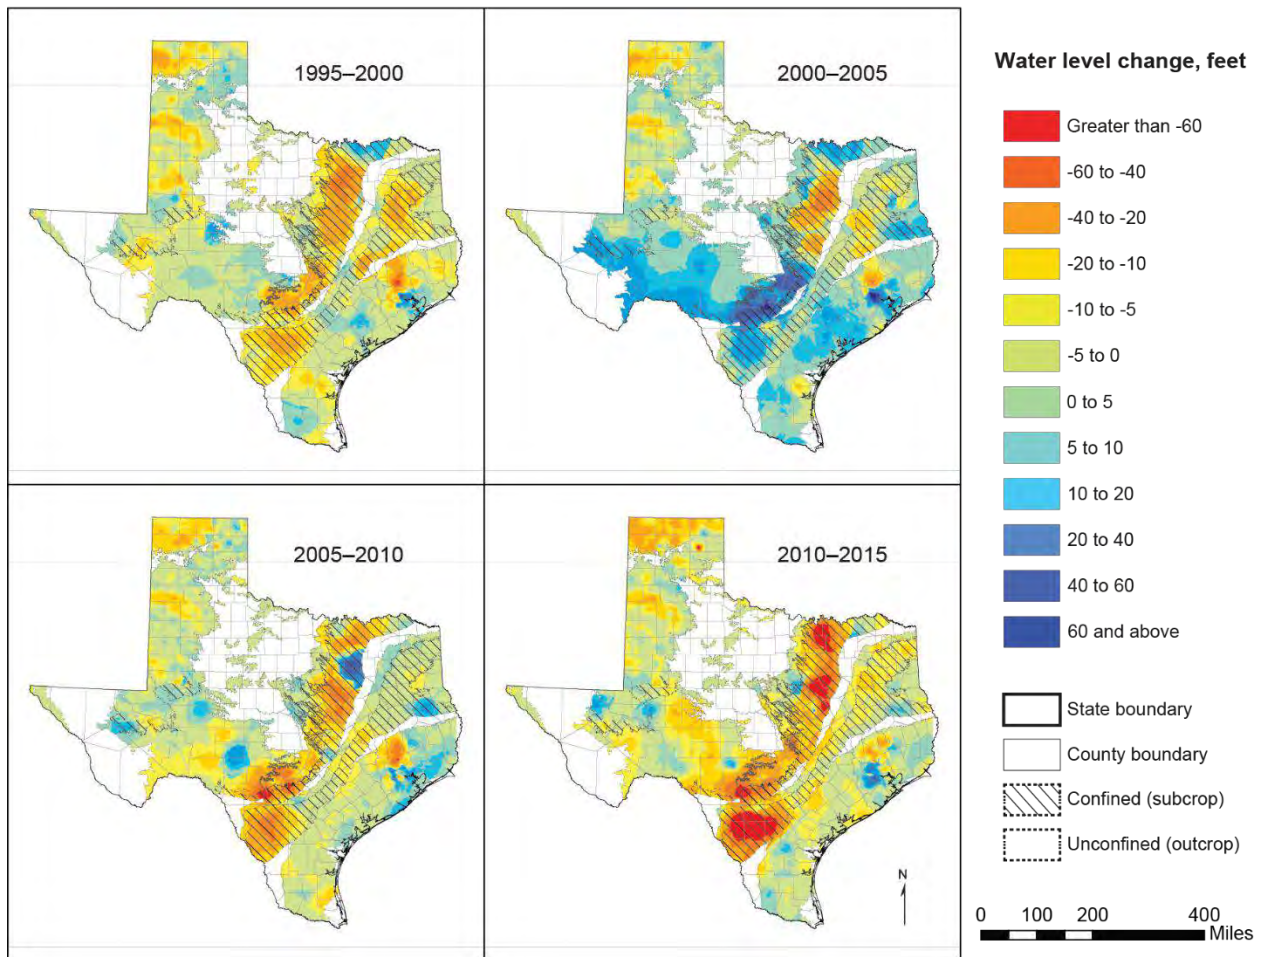 1995–2000
2000–2005
2005–2010
2010–2015
N
Water level change, feet
Greater than -60
-60 to -40
-40 to -20
-20 to -10
-10 to -5
-5 to 0
0 to 5
5 to 10
10 to 20
20 to 40
40 to 60
60 and above
State boundary
County boundary
Confined (subcrop)
Unconfined (outcrop)
0 100 200 400
Miles